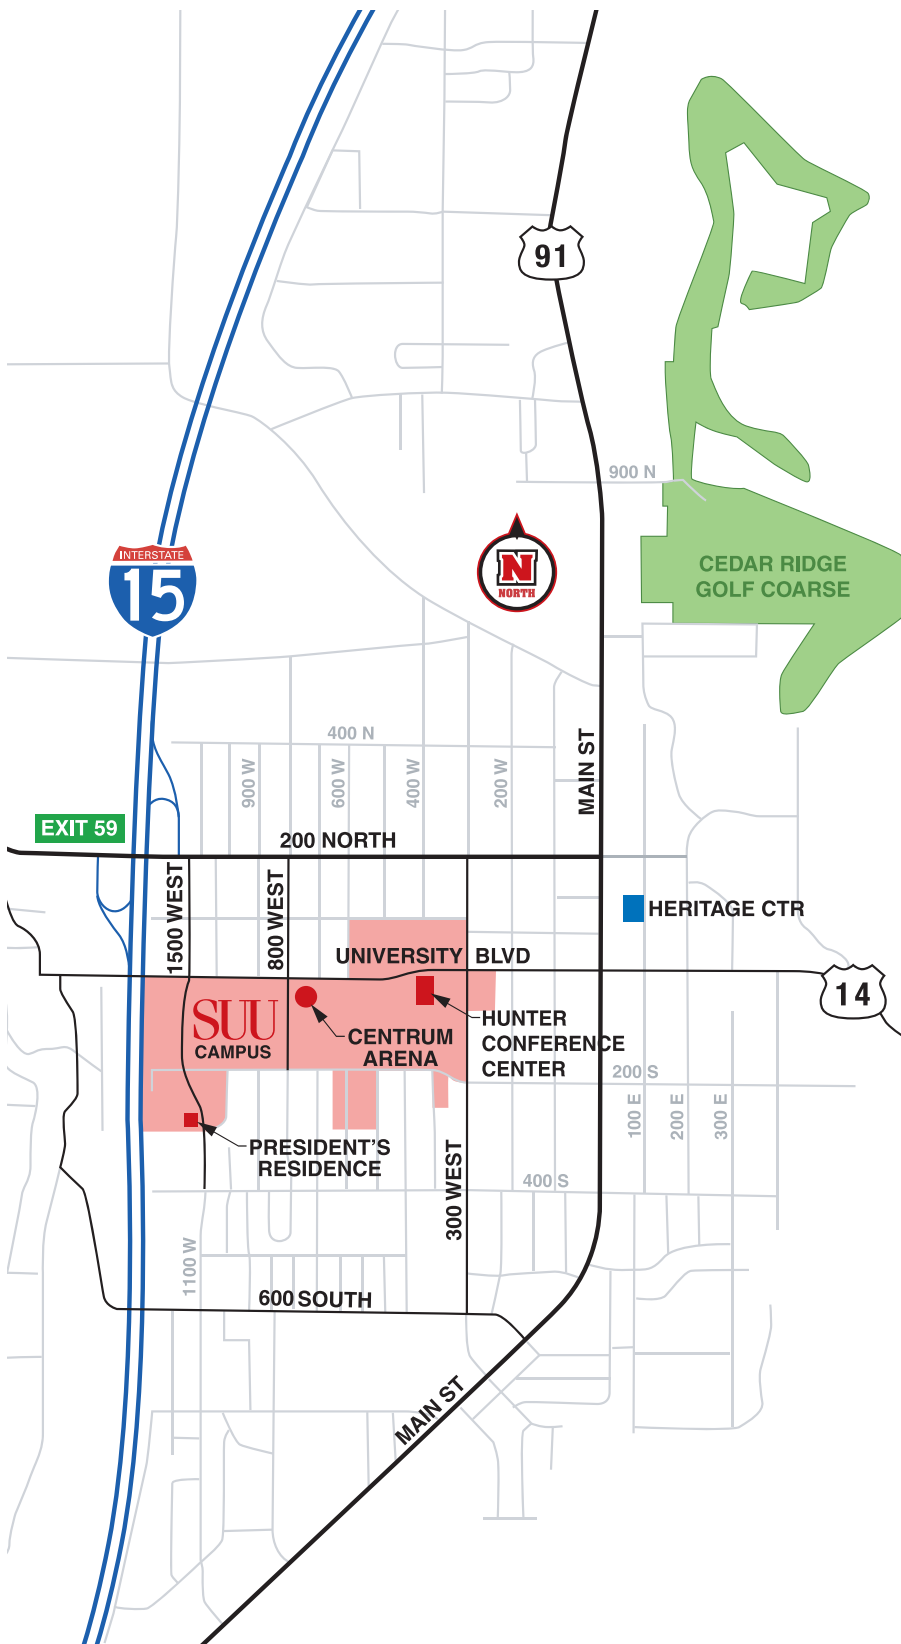 91
900 N
INTERSTATE
15
N
NORTH
CEDAR RIDGE
GOLF COARSE
400 N
900 W
600 W
400 W
200 W
MAIN ST
EXIT 59
200 NORTH
1500 WEST
800 WEST
HERITAGE CTR
UNIVERSITY BLVD
14
SUU
CAMPUS
CENTRUM
ARENA
HUNTER
CONFERENCE
CENTER
200 S
100 E
200 E
300 E
PRESIDENT'S
RESIDENCE
300 WEST
400 S
1100 W
600 SOUTH
MAIN ST